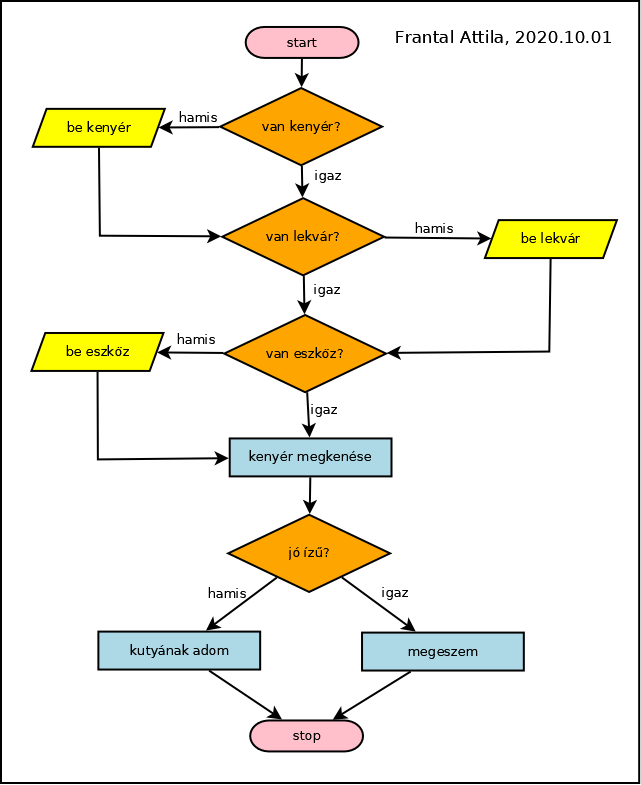 start
Frantal Attila, 2020.10.01
van kenyér?
hamis
be kenyér
igaz
van lekvár?
hamis
be lekvár
igaz
van eszköz?
hamis
be eszköz
igaz
kenyér megkenése
jó ízű?
hamis
igaz
kutyának adom
megeszem
stop